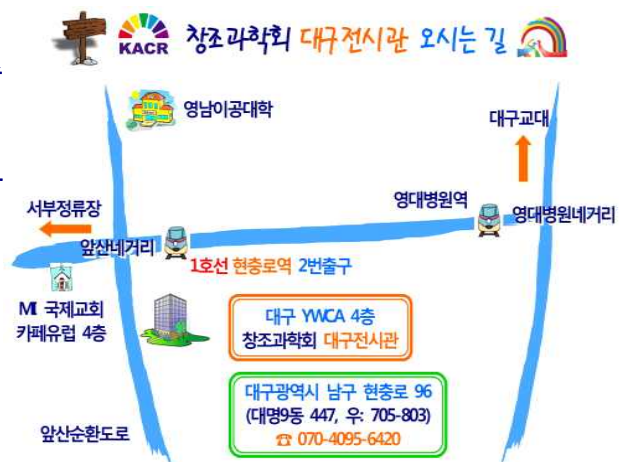 KACR 창조과학회 대구전시관 오시는 길
영남이공대학
대구교대
서부정류장
영대병원역
영대병원네거리
앞산네거리
1호선 현충로역 2번출구
MI 국제교회
카페유럽 4층
대구 YWCA 4층
창조과학회 대구전시관
대구광역시 남구 현충로 96
(대명9동 447, 우: 705-803)
☎ 070-4095-6420
앞산순환도로